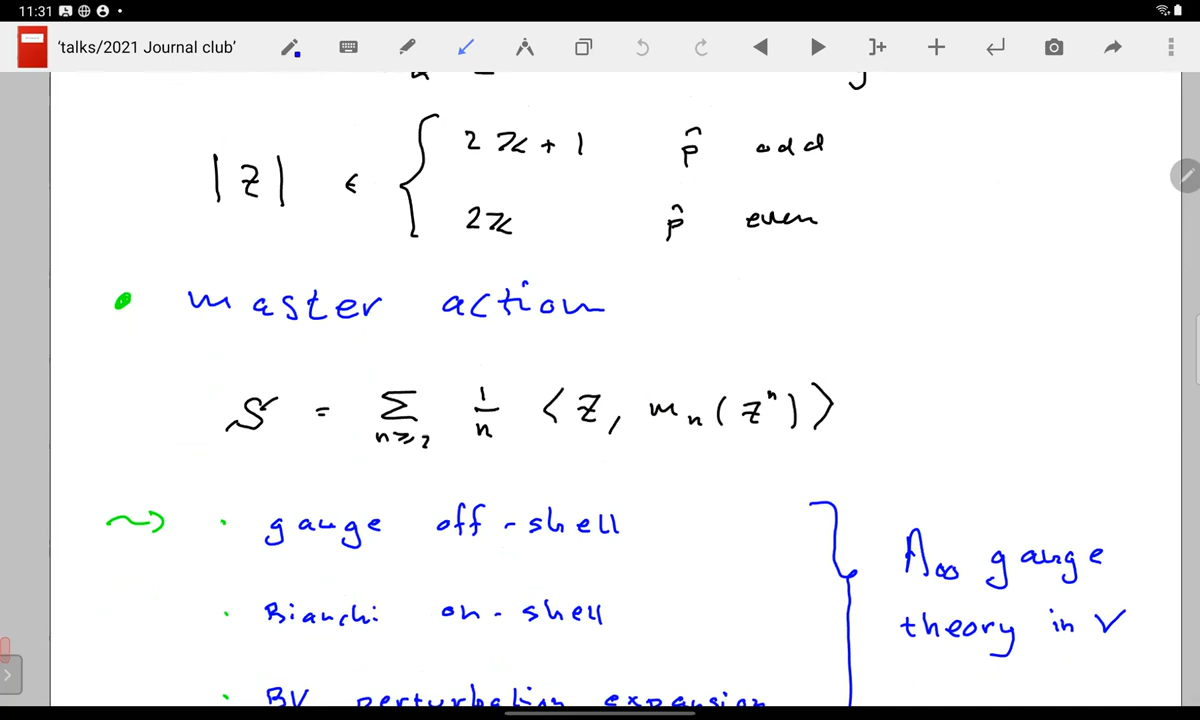 11:31
'talks/2021 Journal club'
|z| ∈ { 2ℤ + 1 p̂ odd
2ℤ p̂ even
• master action
S = Σ_{n≥2} 1/n ⟨Z, m_n(Z^n)⟩
⇝ · gauge off-shell
· Bianchi on-shell
A∞ gauge
theory in V
· BV perturbation expansion